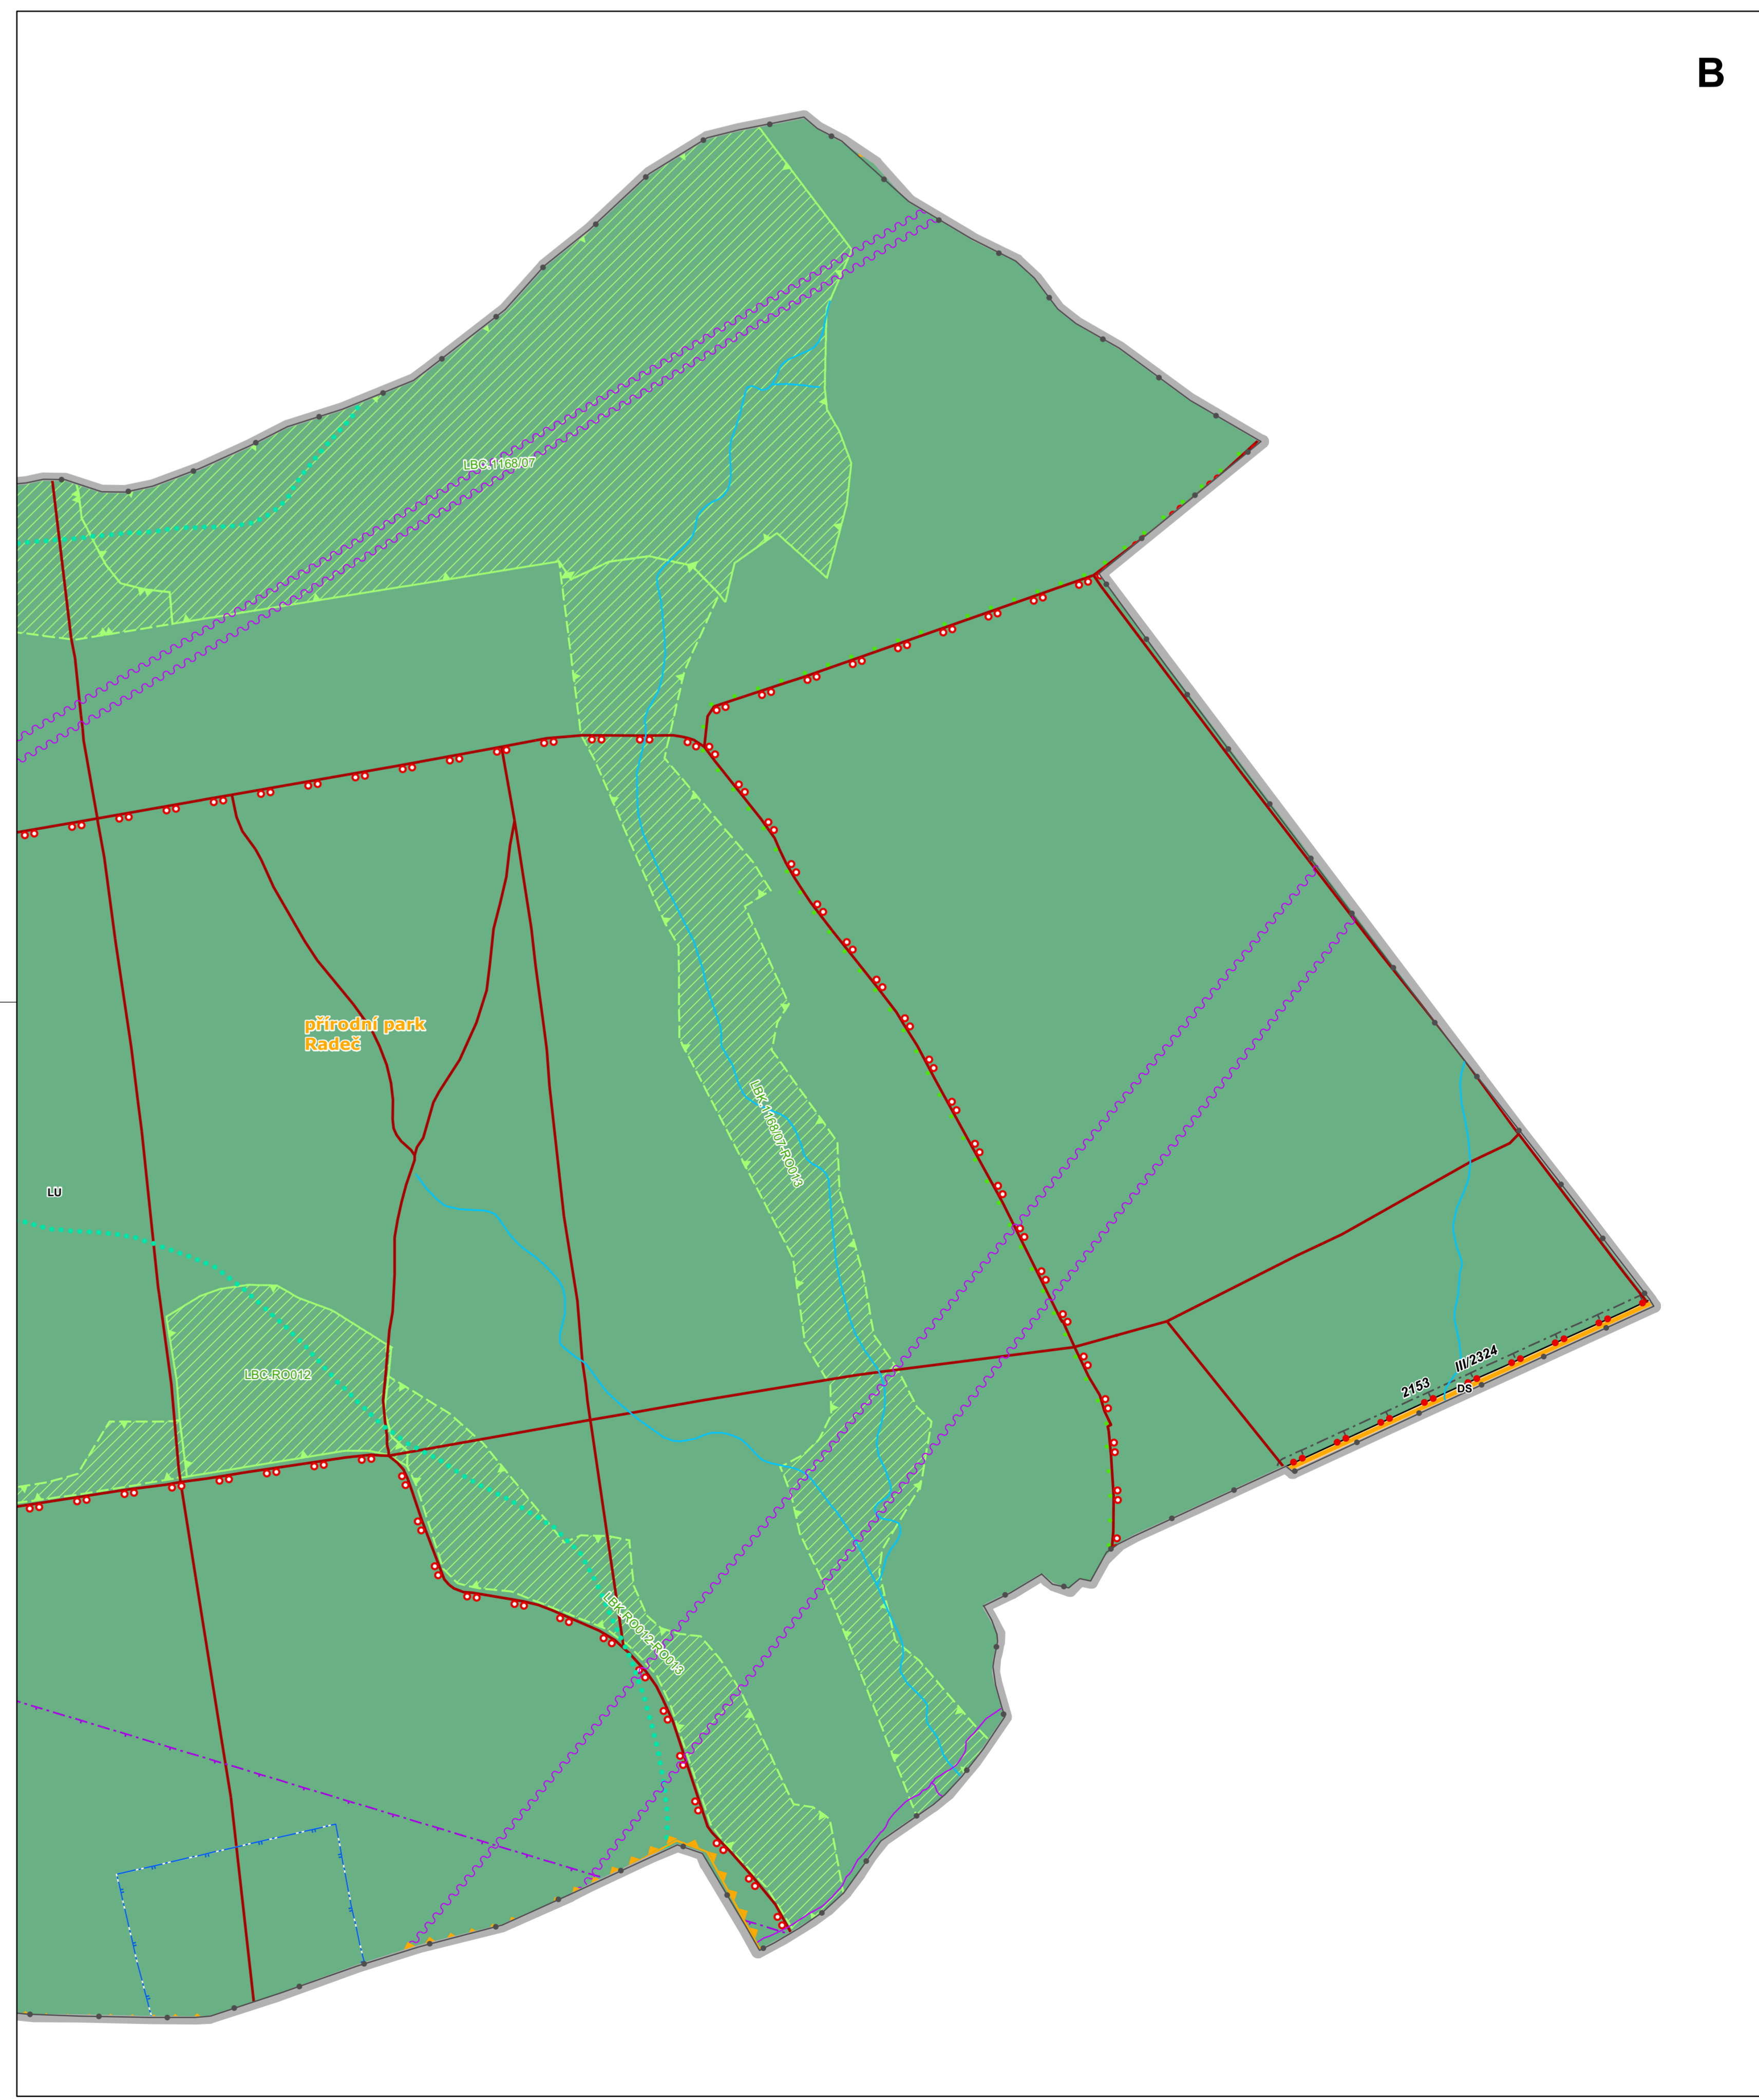 B
LBC.1168/07
přírodní park
Radeč
LBK.1168/07-RO013
LU
LBC.RO012
III/2324
2153
DS
LBK.RO012-RO013